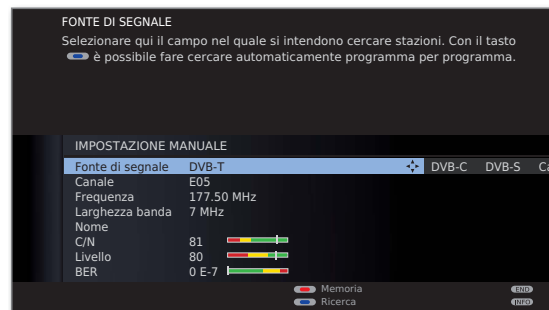 FONTE DI SEGNALE
Selezionare qui il campo nel quale si intendono cercare stazioni. Con il tasto
è possibile fare cercare automaticamente programma per programma.
IMPOSTAZIONE MANUALE
Fonte di segnale DVB-T DVB-C DVB-S Ca
Canale E05
Frequenza 177.50 MHz
Larghezza banda 7 MHz
Nome
C/N 81
Livello 80
BER 0 E-7
Memoria END
Ricerca INFO